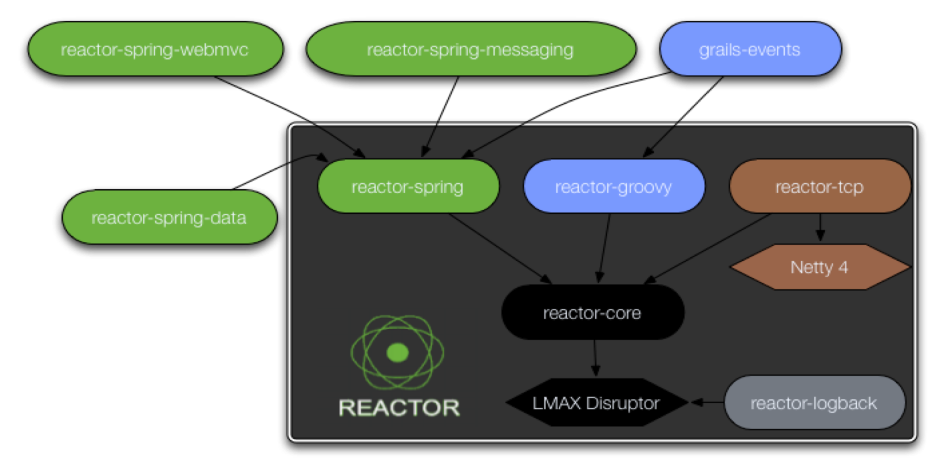 reactor-spring-webmvc
reactor-spring-messaging
grails-events
reactor-spring
reactor-groovy
reactor-tcp
reactor-spring-data
Netty 4
reactor-core
REACTOR
LMAX Disruptor
reactor-logback